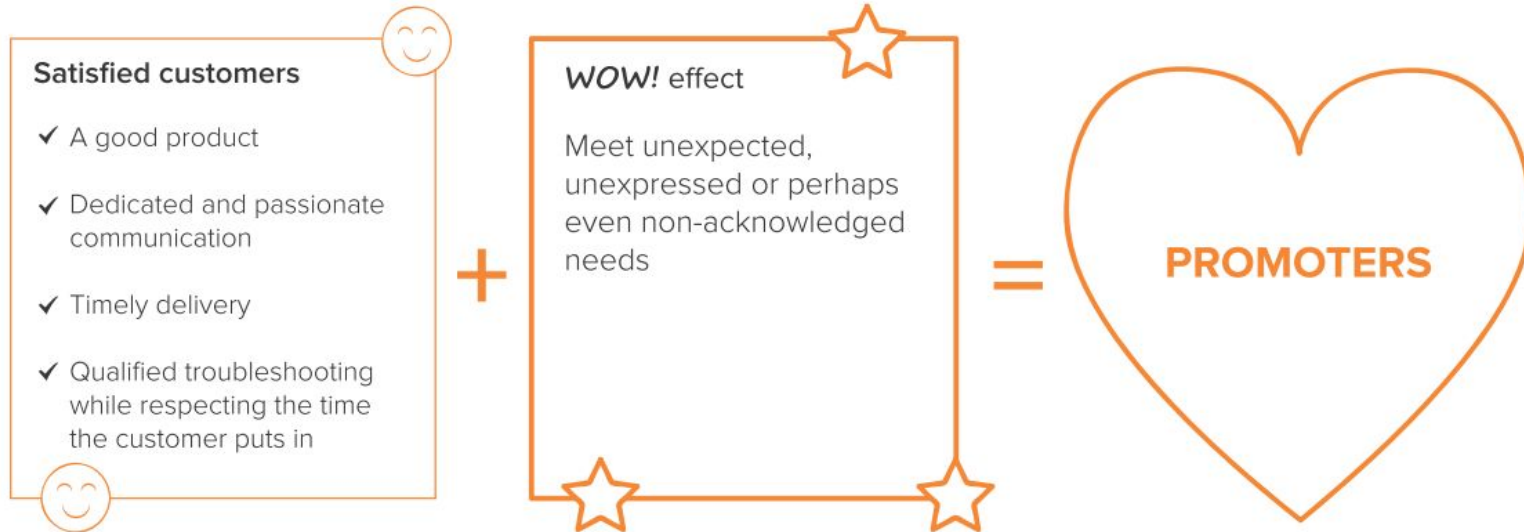 Satisfied customers
✓ A good product
✓ Dedicated and passionate
communication
✓ Timely delivery
✓ Qualified troubleshooting
while respecting the time
the customer puts in
+
WOW! effect
Meet unexpected,
unexpressed or perhaps
even non-acknowledged
needs
=
PROMOTERS